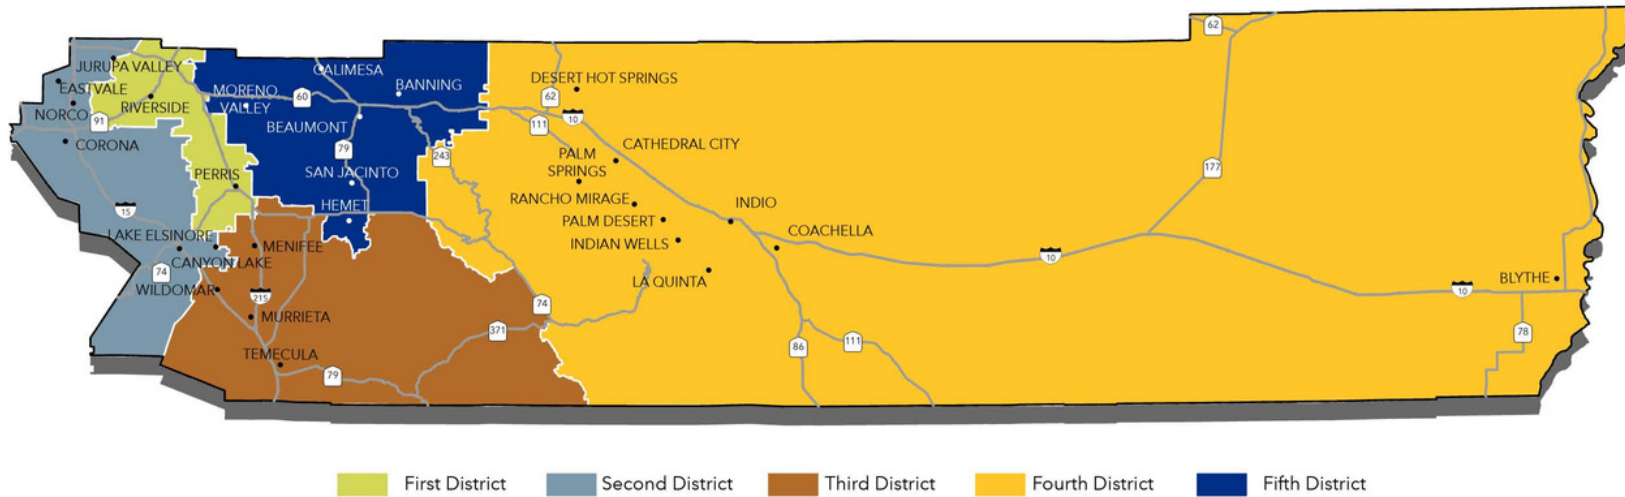 62
JURUPA VALLEY
CALIMESA
EASTVALE
MORENO
VALLEY
BANNING
DESERT HOT SPRINGS
RIVERSIDE
60
62
NORCO
91
BEAUMONT
111
10
CORONA
79
243
CATHEDRAL CITY
PALM
SPRINGS
177
PERRIS
SAN JACINTO
RANCHO MIRAGE
INDIO
15
HEMET
PALM DESERT
LAKE ELSINORE
MENIFEE
INDIAN WELLS
COACHELLA
CANYON LAKE
10
74
LA QUINTA
BLYTHE
WILDOMAR
215
74
10
MURRIETA
371
111
78
TEMECULA
86
79
First District
Second District
Third District
Fourth District
Fifth District